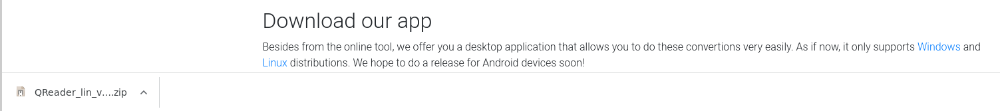 Download our app
Besides from the online tool, we offer you a desktop application that allows you to do these convertions very easily. As if now, it only supports Windows and
Linux distributions. We hope to do a release for Android devices soon!
QReader_lin_v....zip